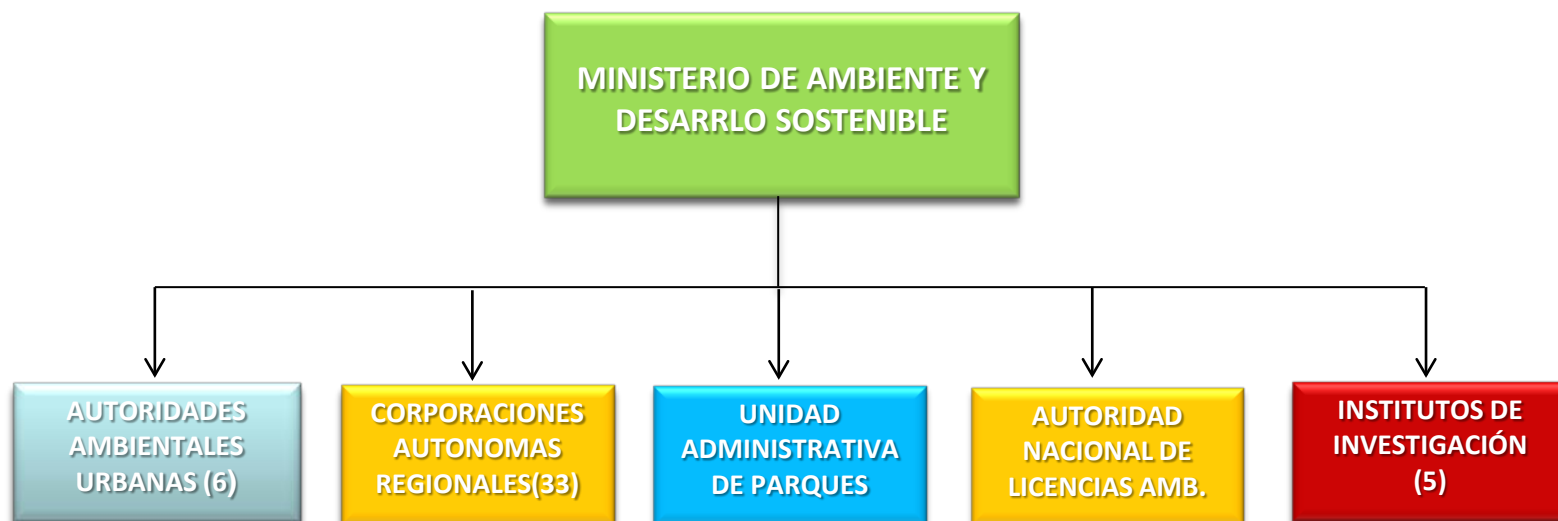 MINISTERIO DE AMBIENTE Y
DESARRLO SOSTENIBLE
AUTORIDADES
AMBIENTALES
URBANAS (6)
CORPORACIONES
AUTONOMAS
REGIONALES(33)
UNIDAD
ADMINISTRATIVA
DE PARQUES
AUTORIDAD
NACIONAL DE
LICENCIAS AMB.
INSTITUTOS DE
INVESTIGACIÓN
(5)